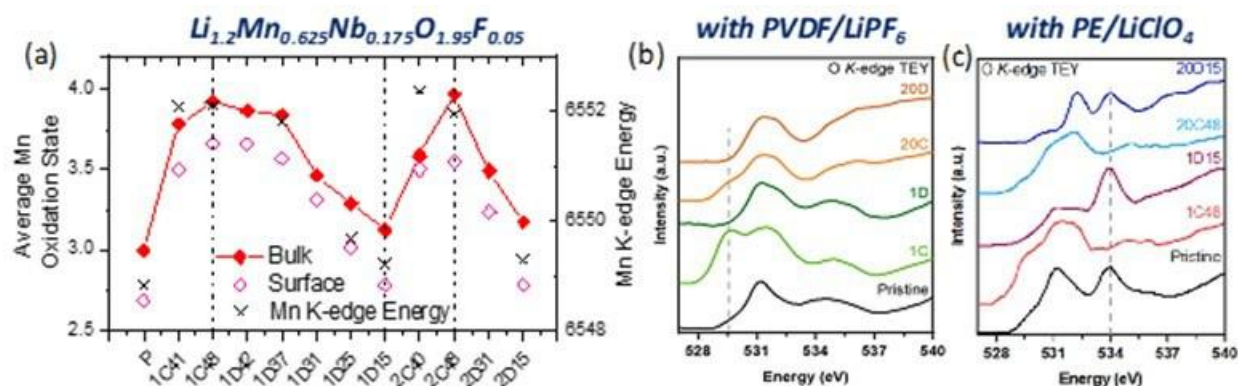 Li1.2Mn0.625Nb0.175O1.95F0.05
with PVDF/LiPF6
with PE/LiClO4
(a)
Average Mn
Oxidation State
4.0
3.5
3.0
2.5
Bulk
Surface
Mn K-edge Energy
P
1C41
1C48
1D42
1D37
1D31
1D25
1D15
2C40
2C48
2D31
2D15
6552
6550
6548
Mn K-edge Energy
(b)
O K-edge TEY
20D
20C
1D
1C
Pristine
Intensity (a.u.)
528 531 534 537 540
Energy (eV)
(c)
O K-edge TEY
20D15
20C48
1D15
1C48
Pristine
Intensity (a.u.)
528 531 534 537 540
Energy (eV)